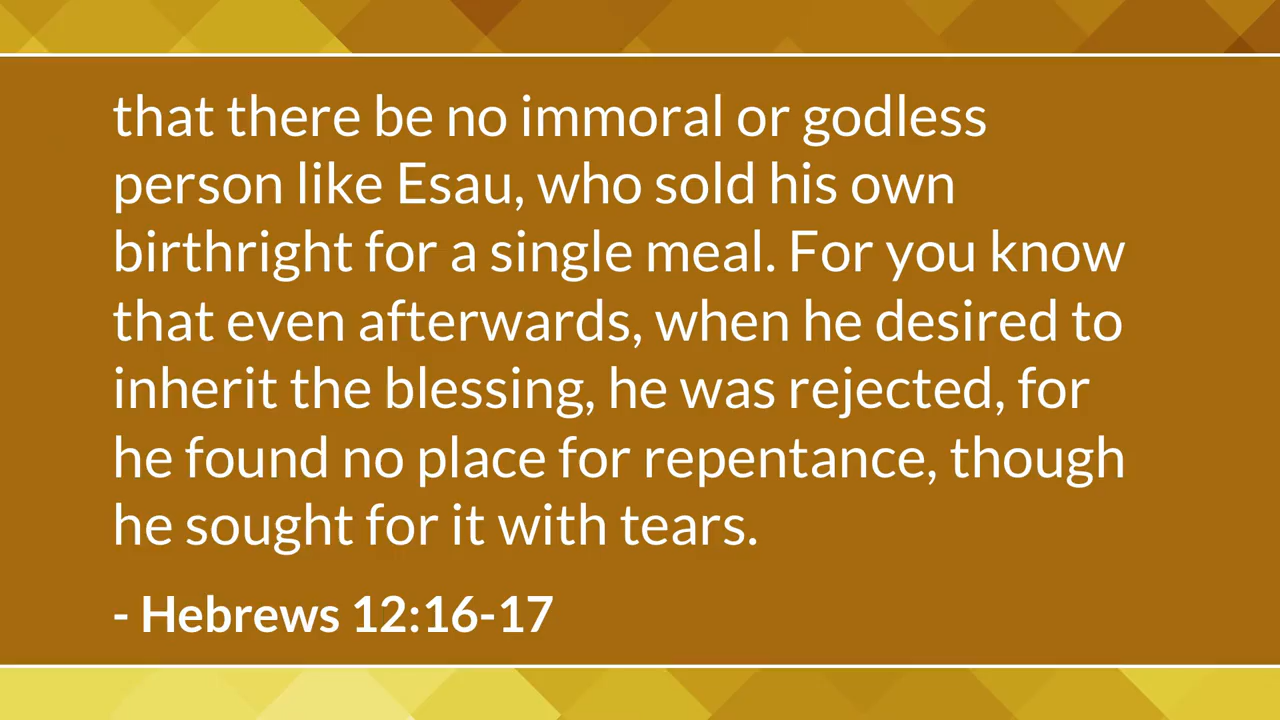 that there be no immoral or godless
person like Esau, who sold his own
birthright for a single meal. For you know
that even afterwards, when he desired to
inherit the blessing, he was rejected, for
he found no place for repentance, though
he sought for it with tears.
- Hebrews 12:16-17